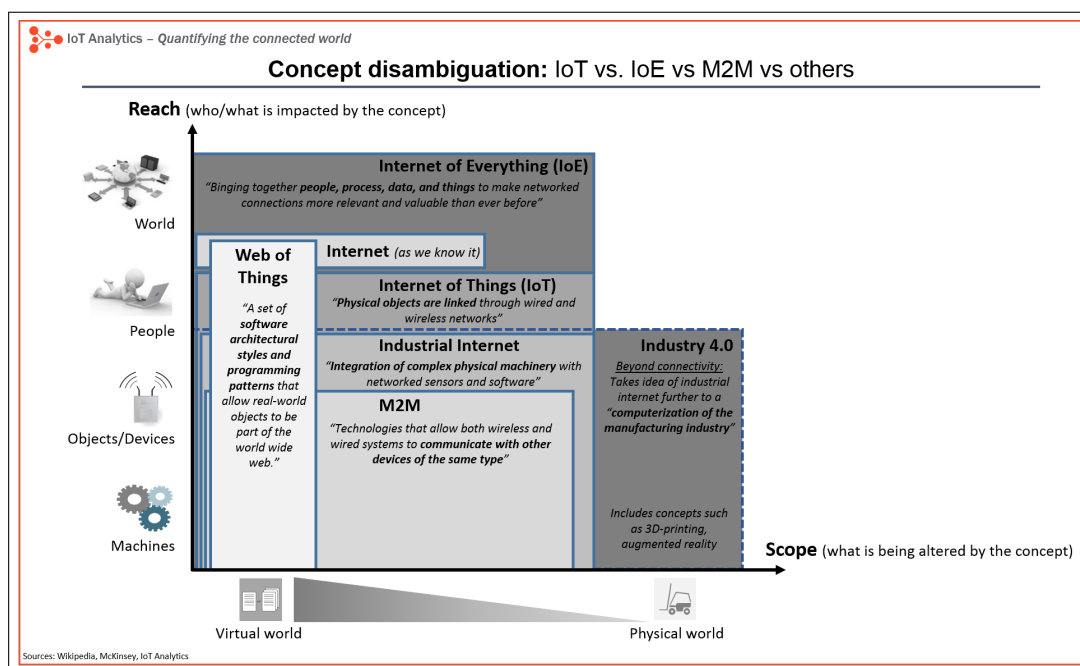 IoT Analytics – Quantifying the connected world
Concept disambiguation: IoT vs. IoE vs M2M vs others
Reach (who/what is impacted by the concept)
World
People
Objects/Devices
Machines
Internet of Everything (IoE)
“Binging together people, process, data, and things to make networked
connections more relevant and valuable than ever before”
Internet (as we know it)
Web of
Things
“A set of
software
architectural
styles and
programming
patterns that
allow real-world
objects to be
part of the
world wide
web.”
Internet of Things (IoT)
“Physical objects are linked through wired and
wireless networks”
Industrial Internet
“Integration of complex physical machinery with
networked sensors and software”
M2M
“Technologies that allow both wireless and
wired systems to communicate with other
devices of the same type”
Industry 4.0
Beyond connectivity:
Takes idea of industrial
internet further to a
“computerization of the
manufacturing industry”
Includes concepts such
as 3D-printing,
augmented reality
Scope (what is being altered by the concept)
Virtual world
Physical world
Sources: Wikipedia, McKinsey, IoT Analytics